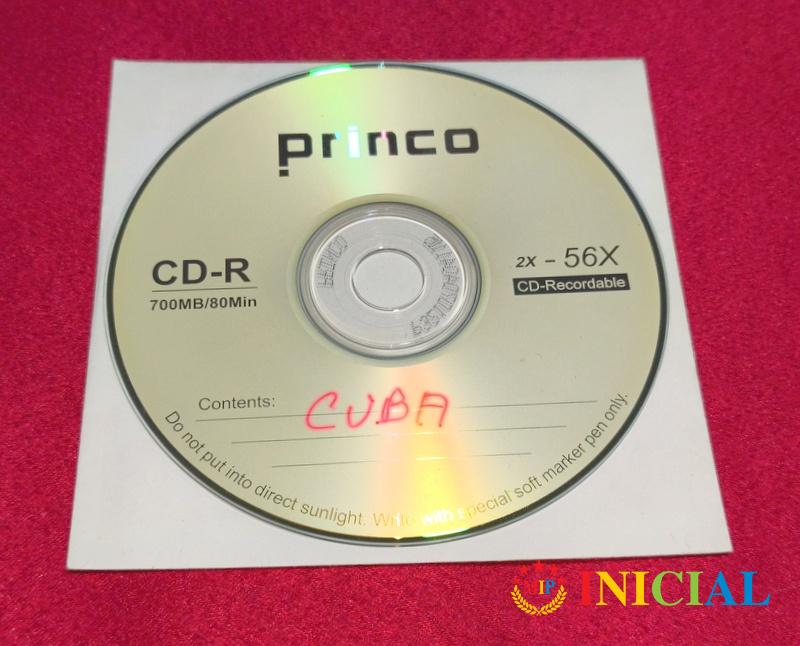 princo
CD-R
700MB/80Min
2X - 56X
CD-Recordable
Contents: CUBA
Do not put into direct sunlight. Write with special soft marker pen only.
IP INICIAL